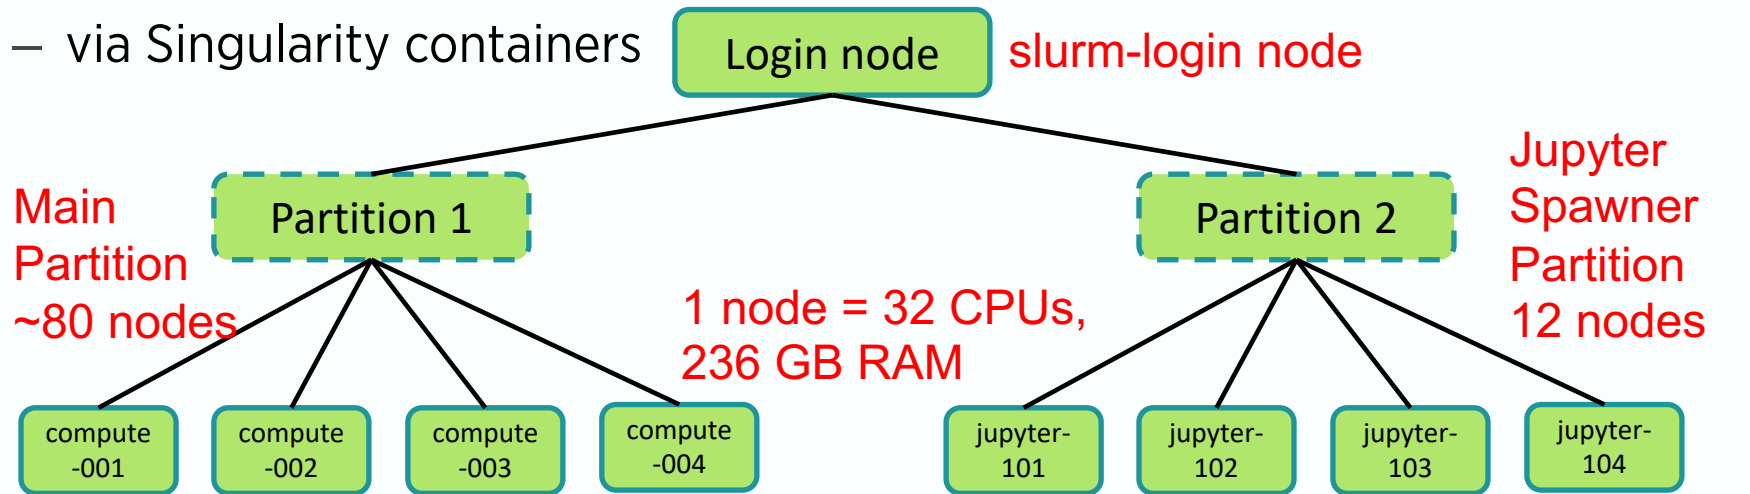 – via Singularity containers
Login node
slurm-login node
Main
Partition
~80 nodes
Partition 1
Partition 2
Jupyter
Spawner
Partition
12 nodes
1 node = 32 CPUs,
236 GB RAM
compute
-001
compute
-002
compute
-003
compute
-004
jupyter-
101
jupyter-
102
jupyter-
103
jupyter-
104